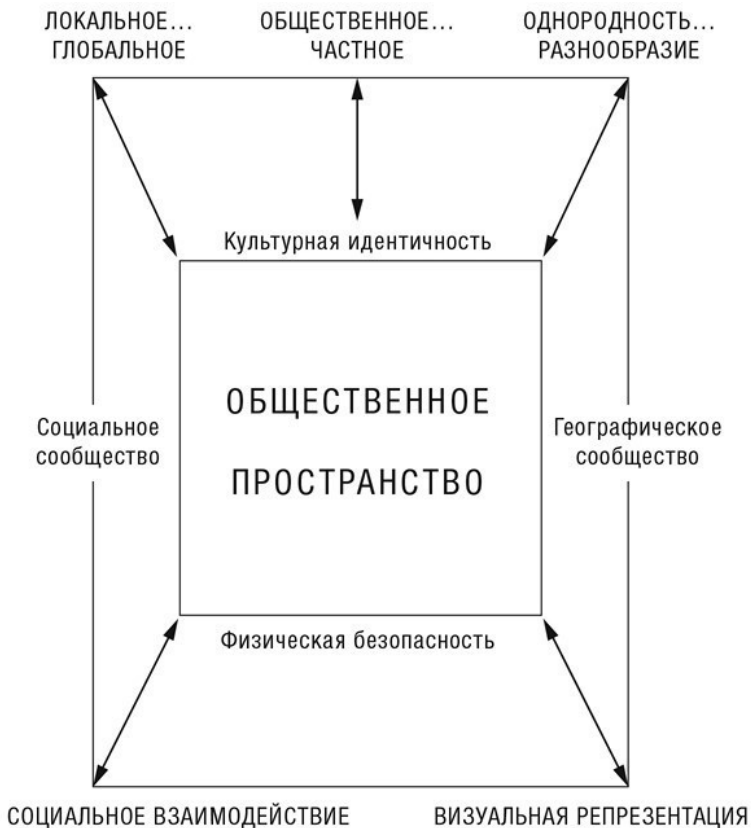 ЛОКАЛЬНОЕ...
ГЛОБАЛЬНОЕ
ОБЩЕСТВЕННОЕ...
ЧАСТНОЕ
ОДНОРОДНОСТЬ...
РАЗНООБРАЗИЕ
Культурная идентичность
ОБЩЕСТВЕННОЕ
ПРОСТРАНСТВО
Социальное
сообщество
Географическое
сообщество
Физическая безопасность
СОЦИАЛЬНОЕ ВЗАИМОДЕЙСТВИЕ
ВИЗУАЛЬНАЯ РЕПРЕЗЕНТАЦИЯ